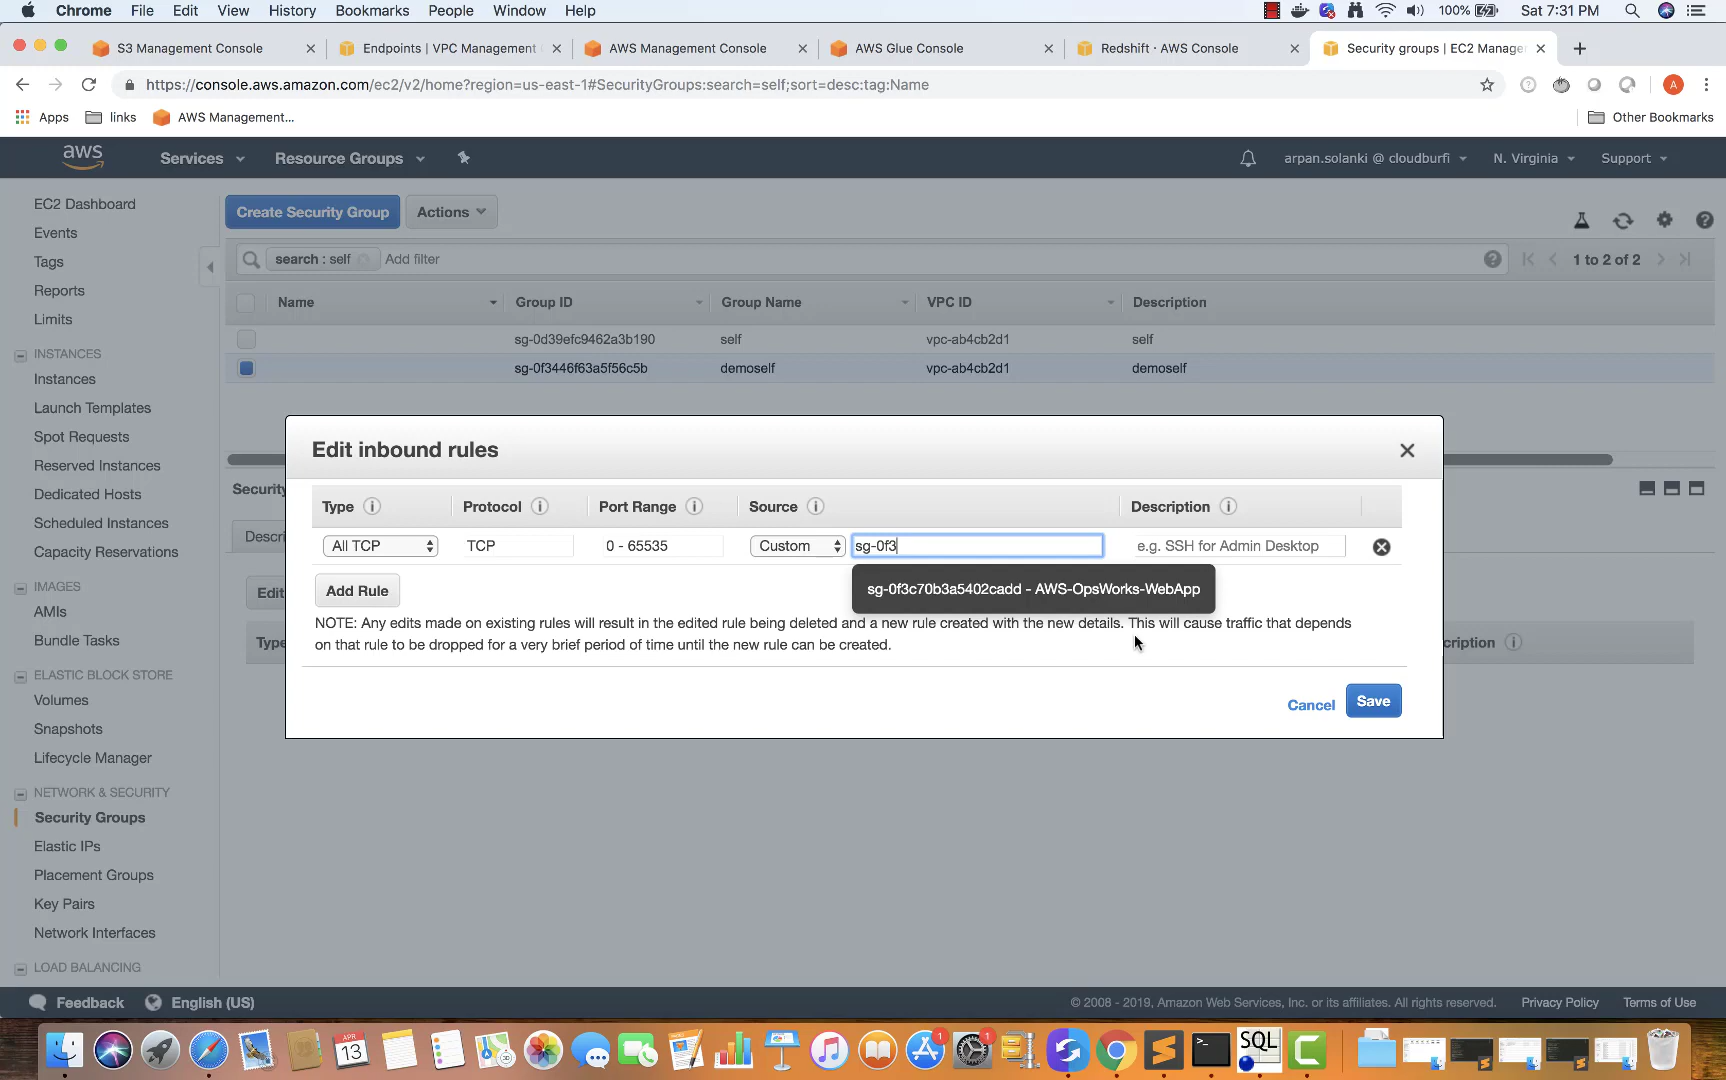 Chrome File Edit View History Bookmarks People Window Help 100% Sat 7:31 PM
S3 Management Console Endpoints | VPC Management AWS Management Console AWS Glue Console Redshift · AWS Console Security groups | EC2 Manage
https://console.aws.amazon.com/ec2/v2/home?region=us-east-1#SecurityGroups:search=self;sort=desc:tag:Name A
Apps links AWS Management... Other Bookmarks
aws Services Resource Groups arpan.solanki @ cloudburfi N. Virginia Support
EC2 Dashboard
Events
Tags
Reports
Limits
INSTANCES
Instances
Launch Templates
Spot Requests
Reserved Instances
Dedicated Hosts
Scheduled Instances
Capacity Reservations
IMAGES
AMIs
Bundle Tasks
ELASTIC BLOCK STORE
Volumes
Snapshots
Lifecycle Manager
NETWORK & SECURITY
Security Groups
Elastic IPs
Placement Groups
Key Pairs
Network Interfaces
LOAD BALANCING
Create Security Group Actions
search : self Add filter 1 to 2 of 2
Name Group ID Group Name VPC ID Description
sg-0d39efc9462a3b190 self vpc-ab4cb2d1 self
sg-0f3446f63a5f56c5b demoself vpc-ab4cb2d1 demoself
Securit
Descri
Edit
Type cription
Edit inbound rules
Type Protocol Port Range Source Description
All TCP TCP 0 - 65535 Custom sg-0f3 e.g. SSH for Admin Desktop
sg-0f3c70b3a5402cadd - AWS-OpsWorks-WebApp
Add Rule
NOTE: Any edits made on existing rules will result in the edited rule being deleted and a new rule created with the new details. This will cause traffic that depends
on that rule to be dropped for a very brief period of time until the new rule can be created.
Cancel Save
Feedback English (US) © 2008 - 2019, Amazon Web Services, Inc. or its affiliates. All rights reserved. Privacy Policy Terms of Use
APR
13
3D
1
1
SQL